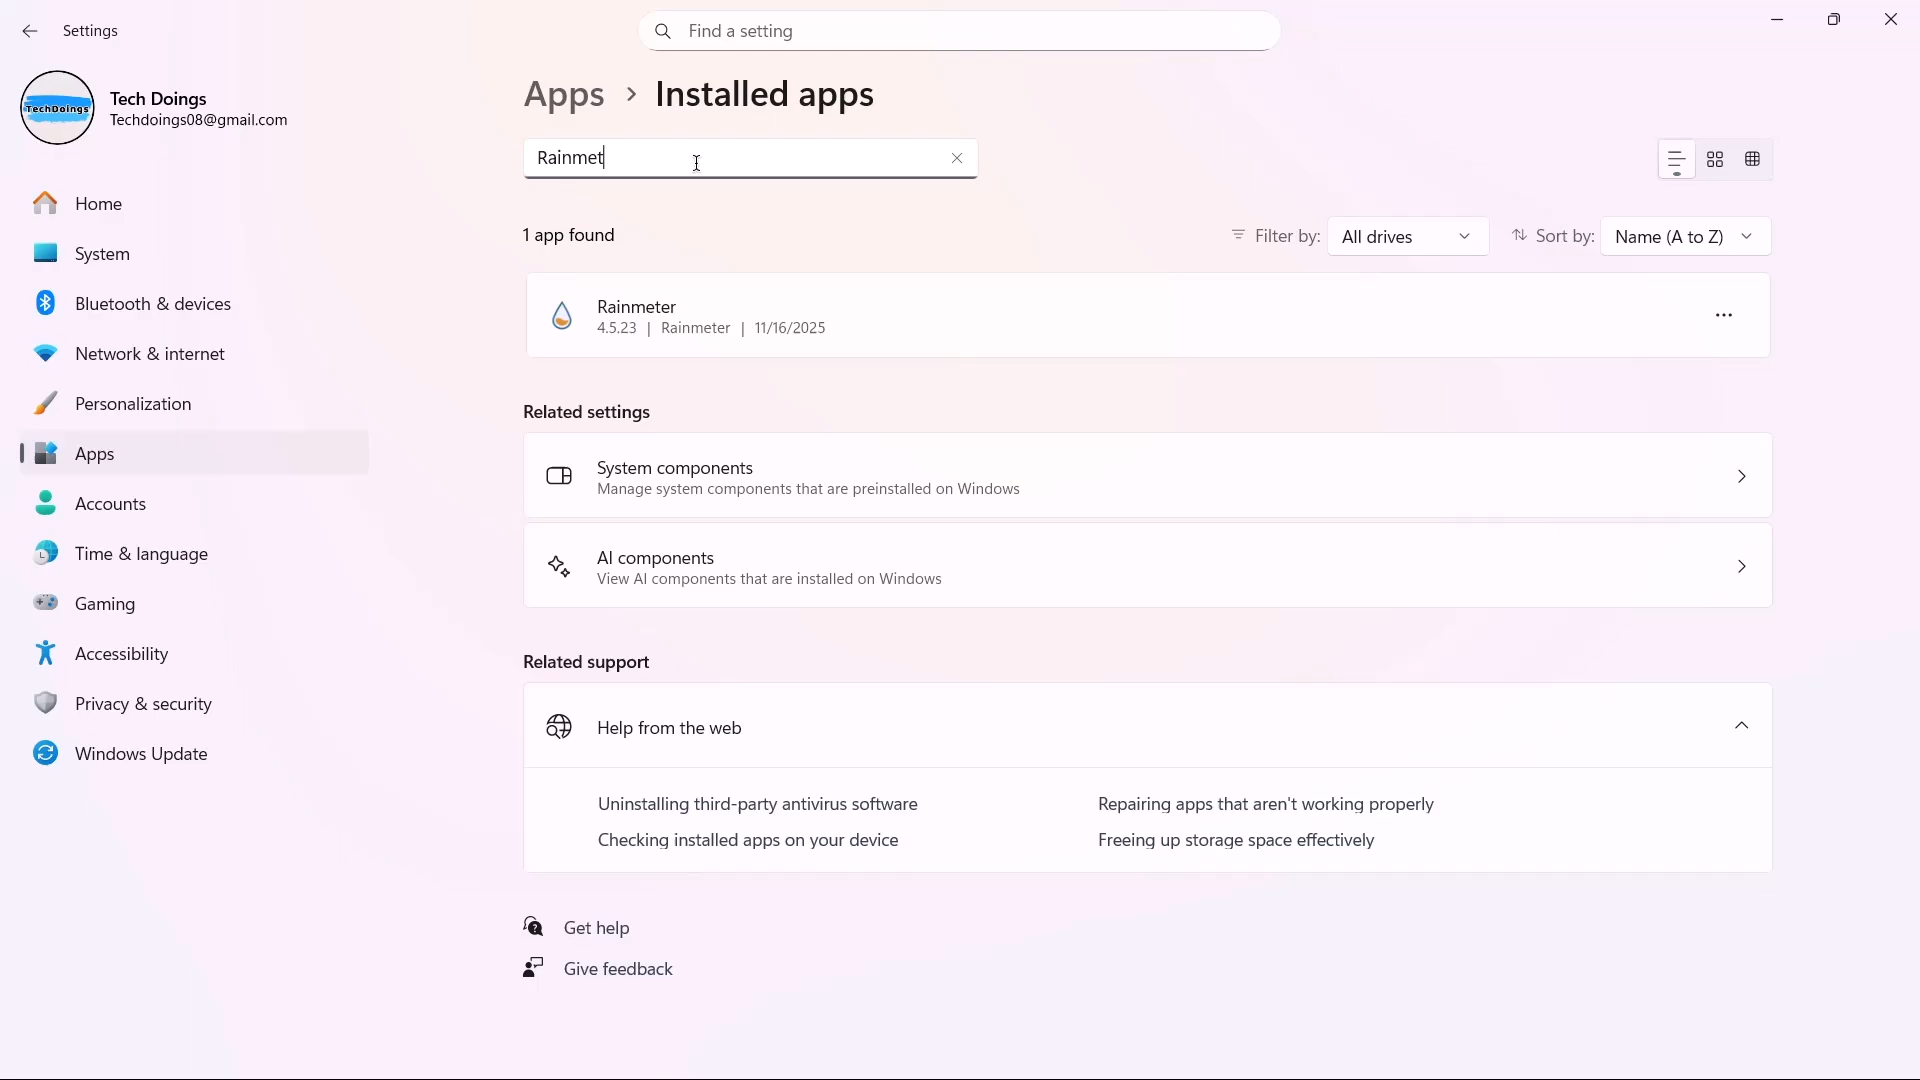 Settings
Find a setting
TechDoings
Tech Doings
Techdoings08@gmail.com
Home
System
Bluetooth & devices
Network & internet
Personalization
Apps
Accounts
Time & language
Gaming
Accessibility
Privacy & security
Windows Update
Apps > Installed apps
Rainmet
1 app found
Filter by: All drives
Sort by: Name (A to Z)
Rainmeter
4.5.23 | Rainmeter | 11/16/2025
Related settings
System components
Manage system components that are preinstalled on Windows
AI components
View AI components that are installed on Windows
Related support
Help from the web
Uninstalling third-party antivirus software
Repairing apps that aren't working properly
Checking installed apps on your device
Freeing up storage space effectively
Get help
Give feedback